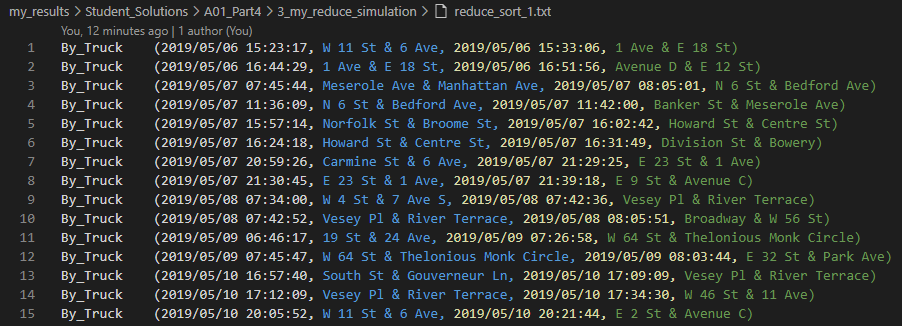 my_results > Student_Solutions > A01_Part4 > 3_my_reduce_simulation > reduce_sort_1.txt
You, 12 minutes ago | 1 author (You)
1 By_Truck (2019/05/06 15:23:17, W 11 St & 6 Ave, 2019/05/06 15:33:06, 1 Ave & E 18 St)
2 By_Truck (2019/05/06 16:44:29, 1 Ave & E 18 St, 2019/05/06 16:51:56, Avenue D & E 12 St)
3 By_Truck (2019/05/07 07:45:44, Meserole Ave & Manhattan Ave, 2019/05/07 08:05:01, N 6 St & Bedford Ave)
4 By_Truck (2019/05/07 11:36:09, N 6 St & Bedford Ave, 2019/05/07 11:42:00, Banker St & Meserole Ave)
5 By_Truck (2019/05/07 15:57:14, Norfolk St & Broome St, 2019/05/07 16:02:42, Howard St & Centre St)
6 By_Truck (2019/05/07 16:24:18, Howard St & Centre St, 2019/05/07 16:31:49, Division St & Bowery)
7 By_Truck (2019/05/07 20:59:26, Carmine St & 6 Ave, 2019/05/07 21:29:25, E 23 St & 1 Ave)
8 By_Truck (2019/05/07 21:30:45, E 23 St & 1 Ave, 2019/05/07 21:39:18, E 9 St & Avenue C)
9 By_Truck (2019/05/08 07:34:00, W 4 St & 7 Ave S, 2019/05/08 07:42:36, Vesey Pl & River Terrace)
10 By_Truck (2019/05/08 07:42:52, Vesey Pl & River Terrace, 2019/05/08 08:05:51, Broadway & W 56 St)
11 By_Truck (2019/05/09 06:46:17, 19 St & 24 Ave, 2019/05/09 07:26:58, W 64 St & Thelonious Monk Circle)
12 By_Truck (2019/05/09 07:45:47, W 64 St & Thelonious Monk Circle, 2019/05/09 08:03:44, E 32 St & Park Ave)
13 By_Truck (2019/05/10 16:57:40, South St & Gouverneur Ln, 2019/05/10 17:09:09, Vesey Pl & River Terrace)
14 By_Truck (2019/05/10 17:12:09, Vesey Pl & River Terrace, 2019/05/10 17:34:30, W 46 St & 11 Ave)
15 By_Truck (2019/05/10 20:05:52, W 11 St & 6 Ave, 2019/05/10 20:21:44, E 2 St & Avenue C)